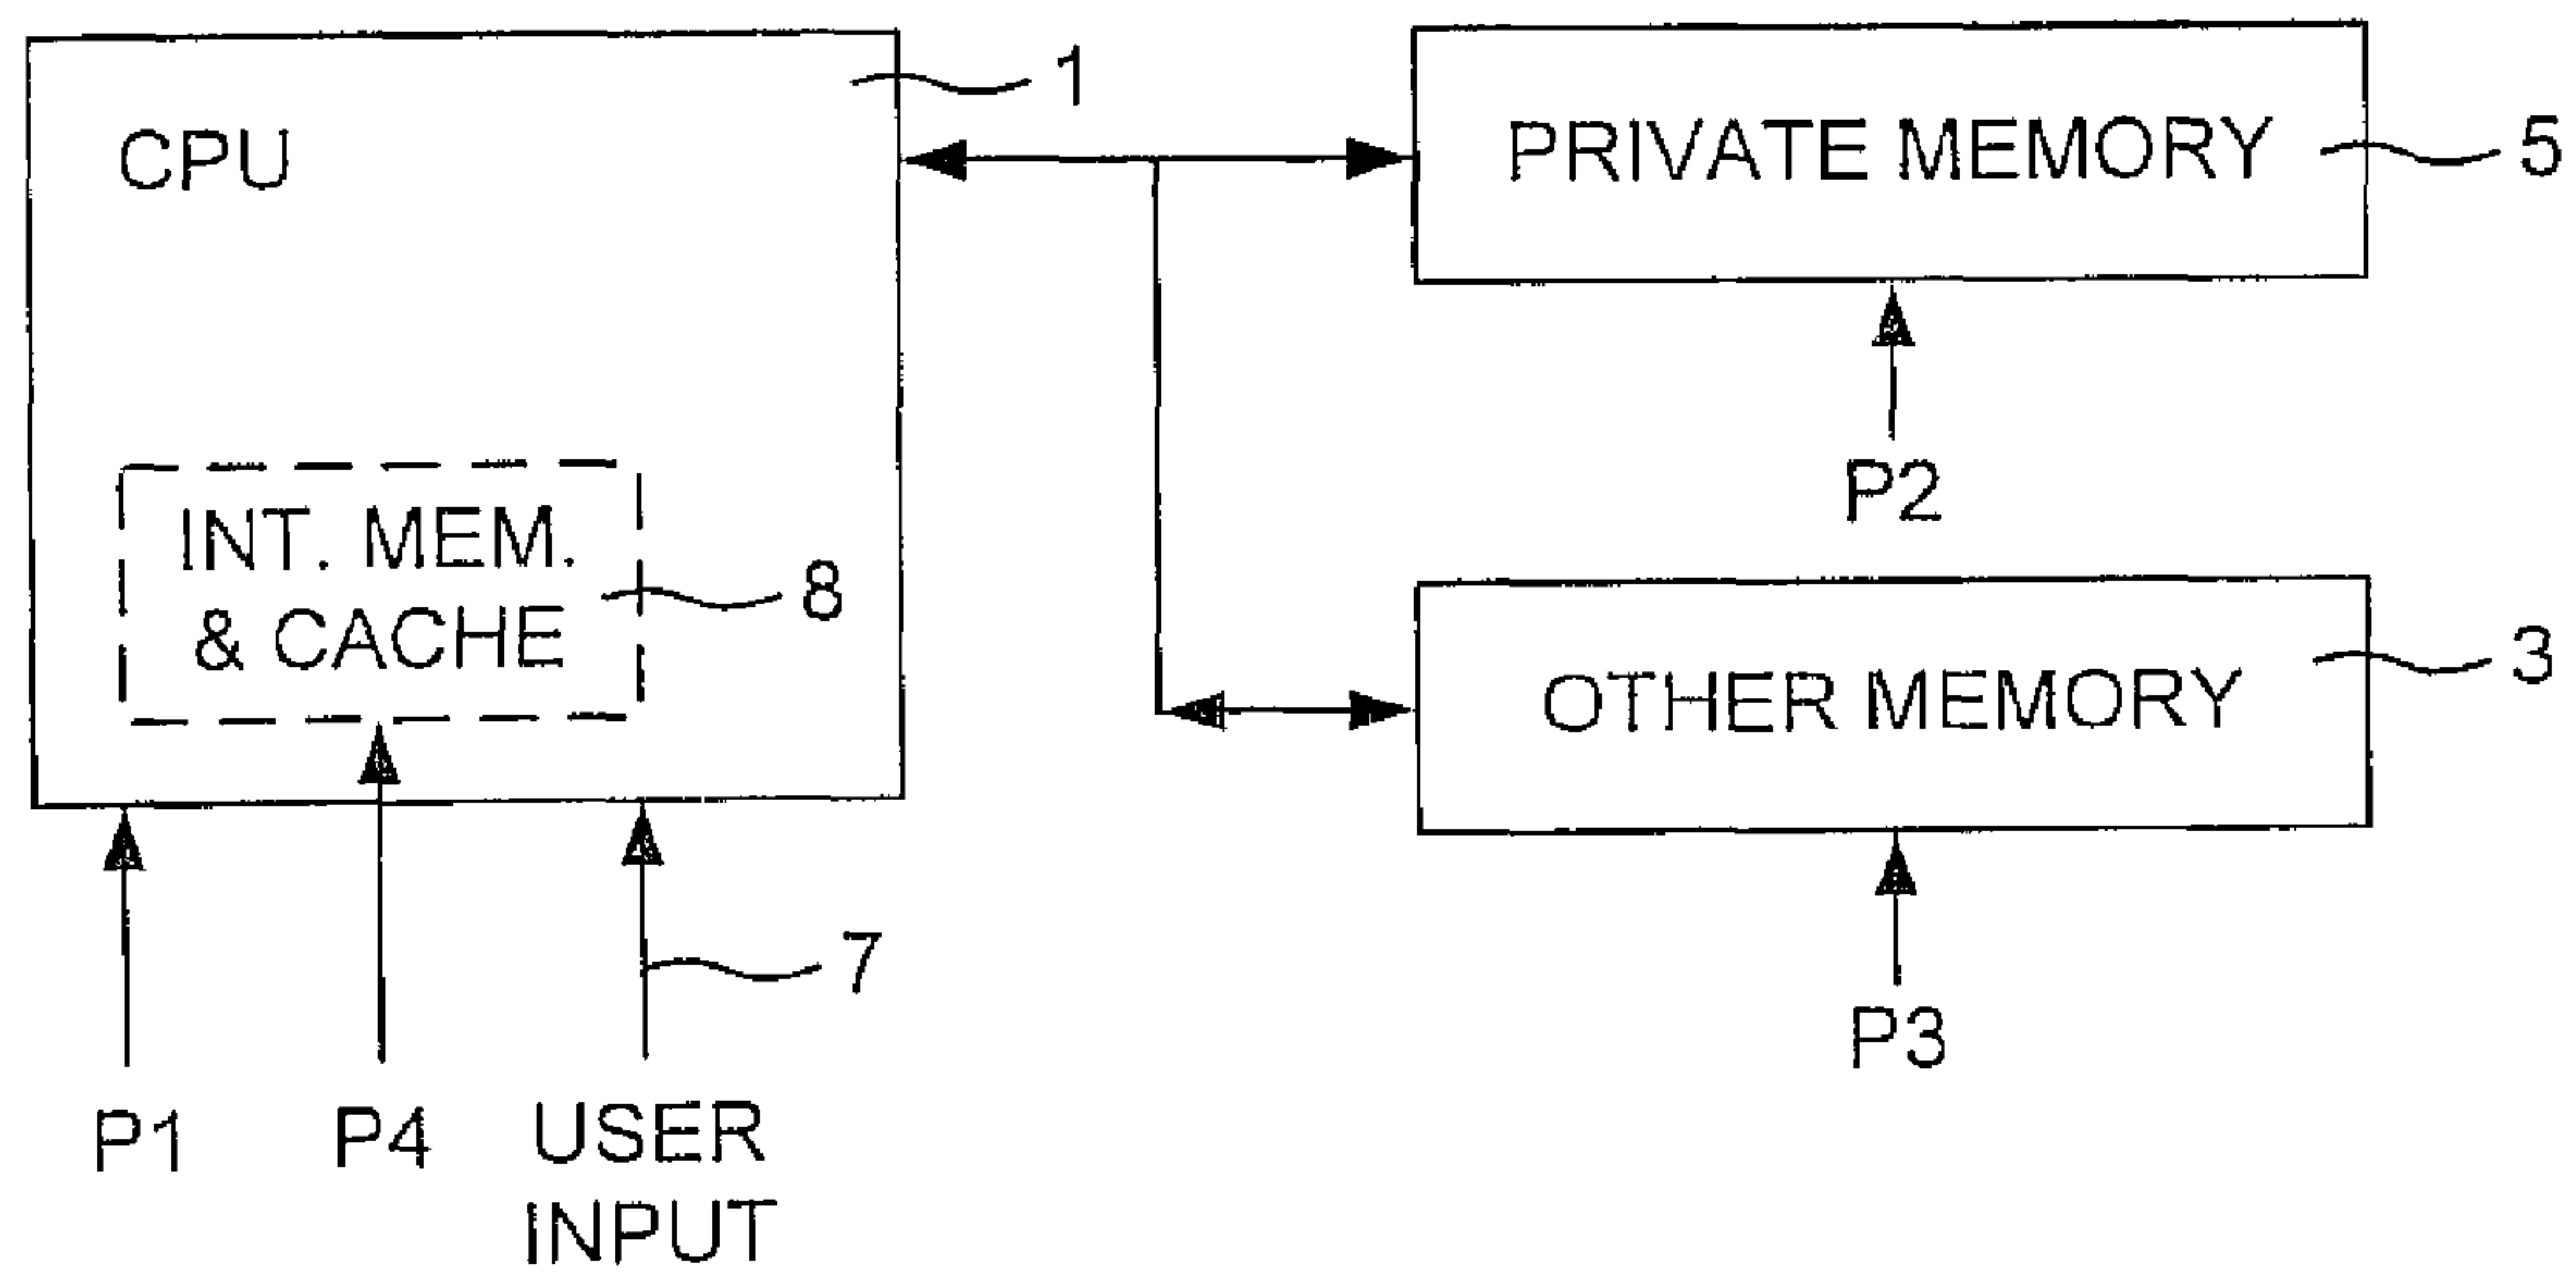 1
CPU
PRIVATE MEMORY
5
P2
INT. MEM.
& CACHE
8
OTHER MEMORY
3
7
P3
P1
P4
USER
INPUT